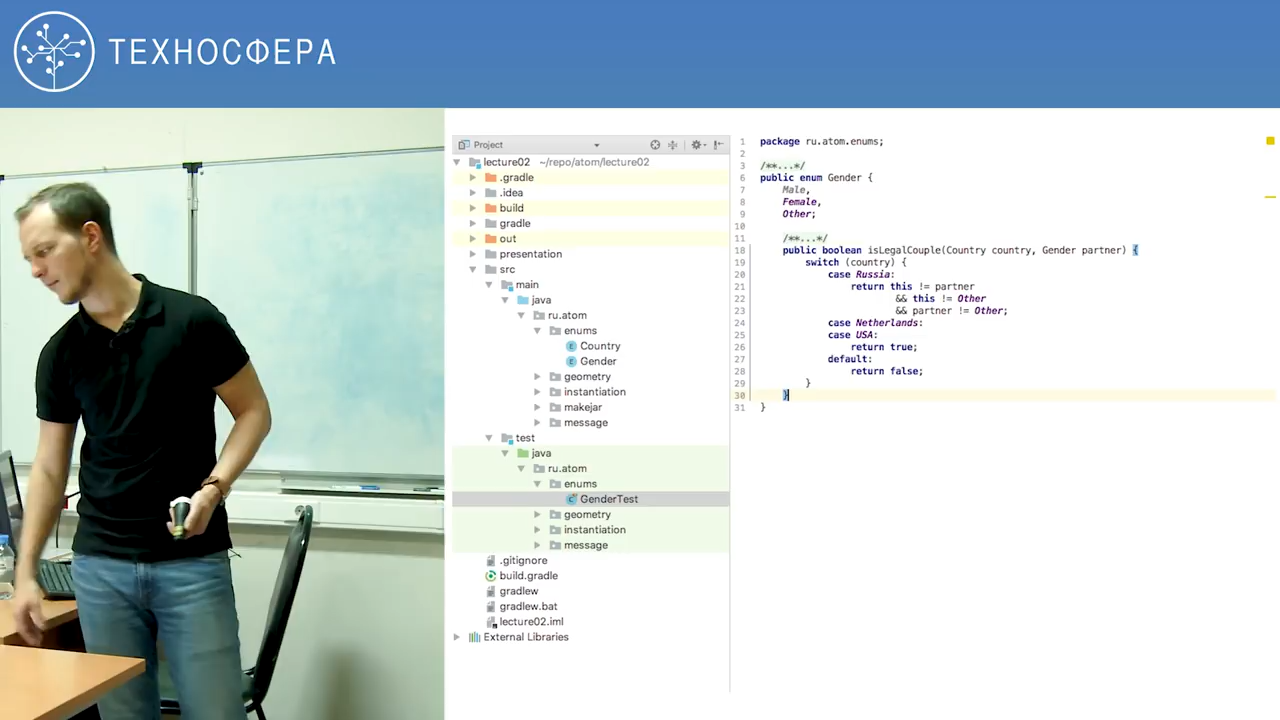 ТЕХНОСФЕРА
Project
lecture02 ~/repo/atom/lecture02
.gradle
.idea
build
gradle
out
presentation
src
main
java
ru.atom
enums
Country
Gender
geometry
instantiation
makejar
message
test
java
ru.atom
enums
GenderTest
geometry
instantiation
message
.gitignore
build.gradle
gradlew
gradlew.bat
lecture02.iml
External Libraries
1 package ru.atom.enums;
2
3 /**...*/
6 public enum Gender {
7 Male,
8 Female,
9 Other;
10
11 /**...*/
18 public boolean isLegalCouple(Country country, Gender partner) {
19 switch (country) {
20 case Russia:
21 return this != partner
22 && this != Other
23 && partner != Other;
24 case Netherlands:
25 case USA:
26 return true;
27 default:
28 return false;
29 }
30 }
31 }